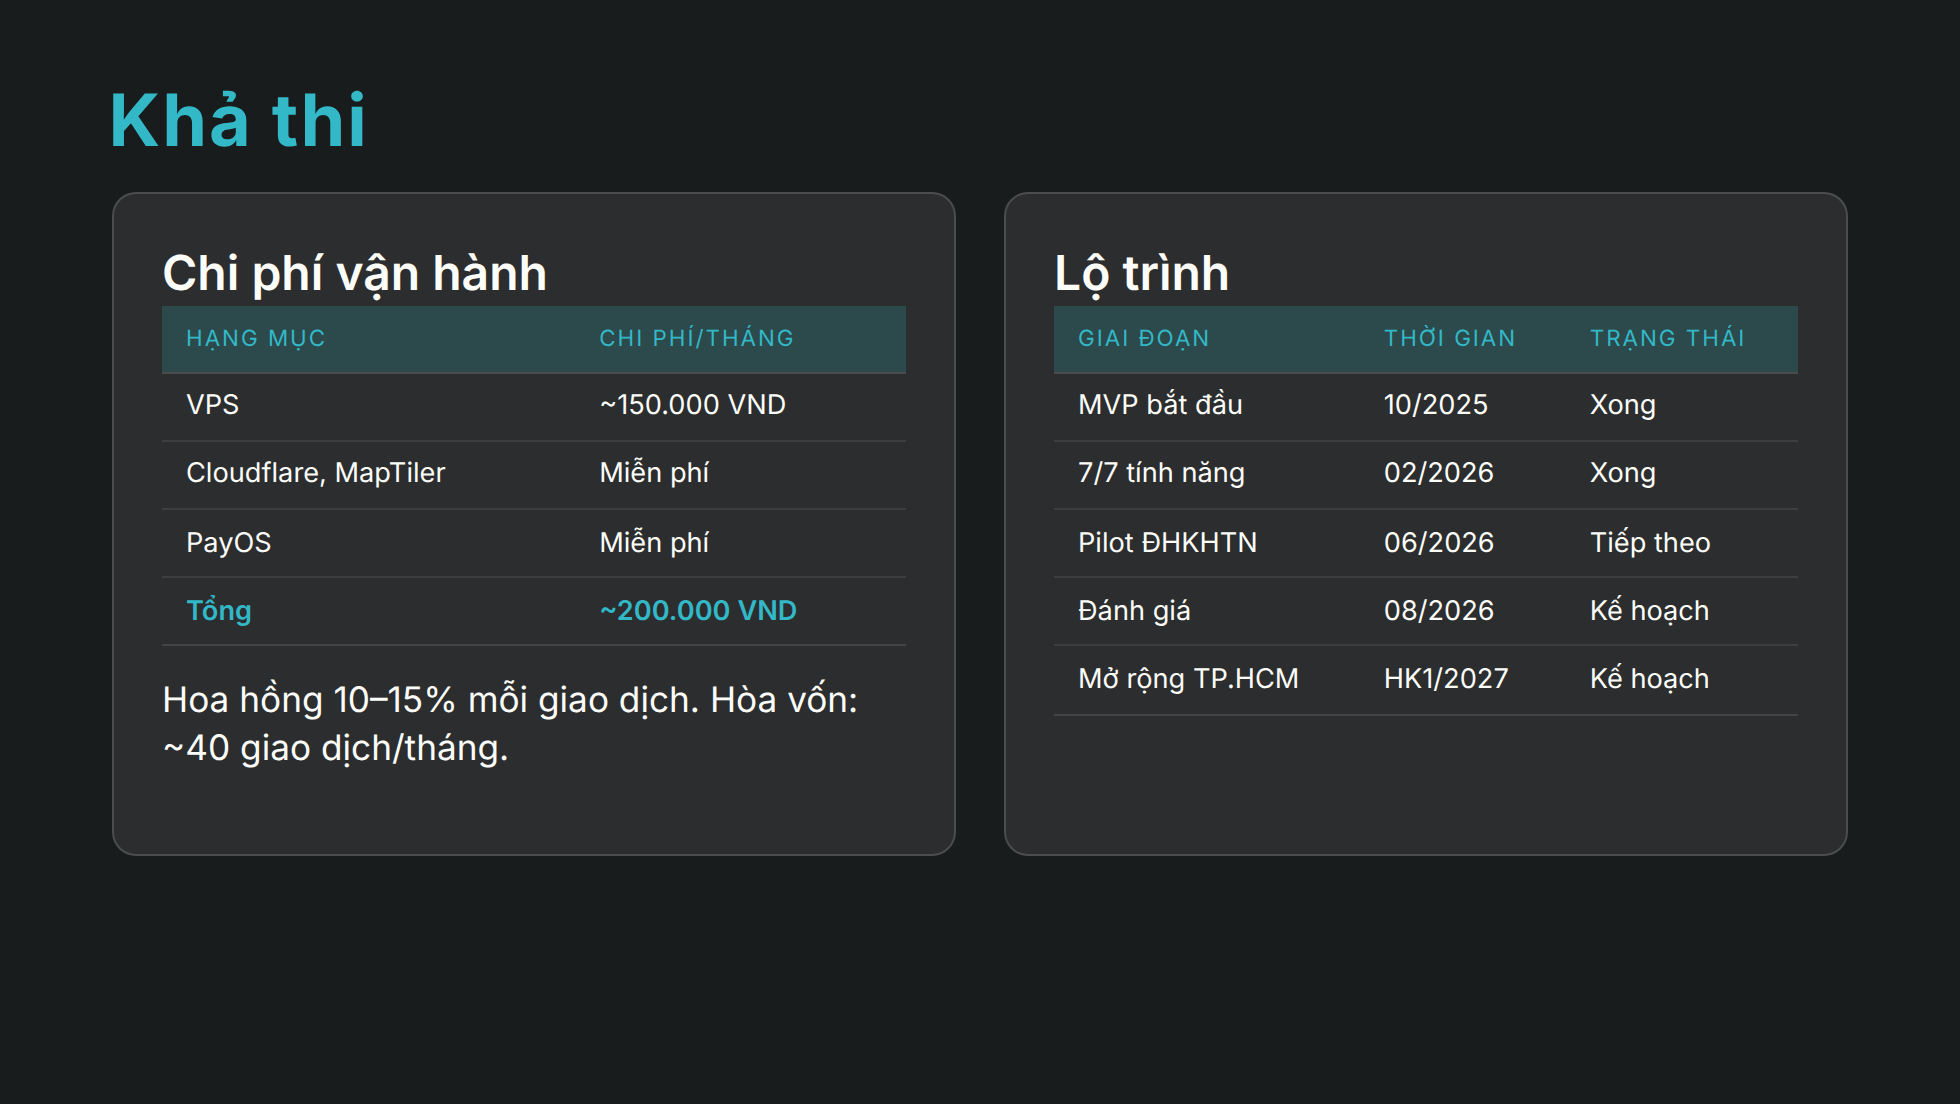 Khả thi
Chi phí vận hành
HẠNG MỤC CHI PHÍ/THÁNG
VPS ~150.000 VND
Cloudflare, MapTiler Miễn phí
PayOS Miễn phí
Tổng ~200.000 VND
Hoa hồng 10–15% mỗi giao dịch. Hòa vốn:
~40 giao dịch/tháng.
Lộ trình
GIAI ĐOẠN THỜI GIAN TRẠNG THÁI
MVP bắt đầu 10/2025 Xong
7/7 tính năng 02/2026 Xong
Pilot ĐHKHTN 06/2026 Tiếp theo
Đánh giá 08/2026 Kế hoạch
Mở rộng TP.HCM HK1/2027 Kế hoạch